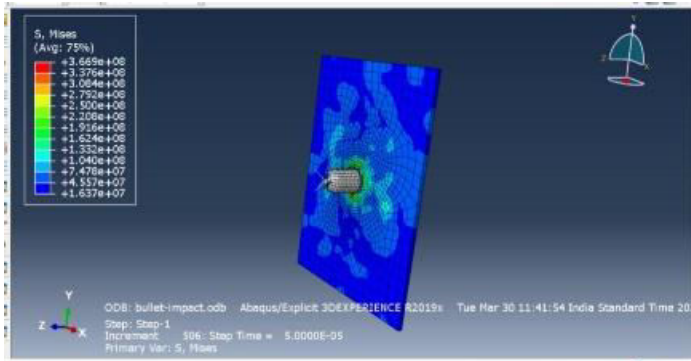 S, Mises
(Avg: 75%)
+3.669e+08
+3.376e+08
+3.084e+08
+2.792e+08
+2.500e+08
+2.208e+08
+1.916e+08
+1.624e+08
+1.332e+08
+1.040e+08
+7.478e+07
+4.557e+07
+1.637e+07
Y
Z
X
Y
Z
X
ODB: bullet-impact.odb Abaqus/Explicit 3DEXPERIENCE R2019x Tue Mar 30 11:41:54 India Standard Time 20
Step: Step-1
Increment 506: Step Time = 5.0000E-05
Primary Var: S, Mises